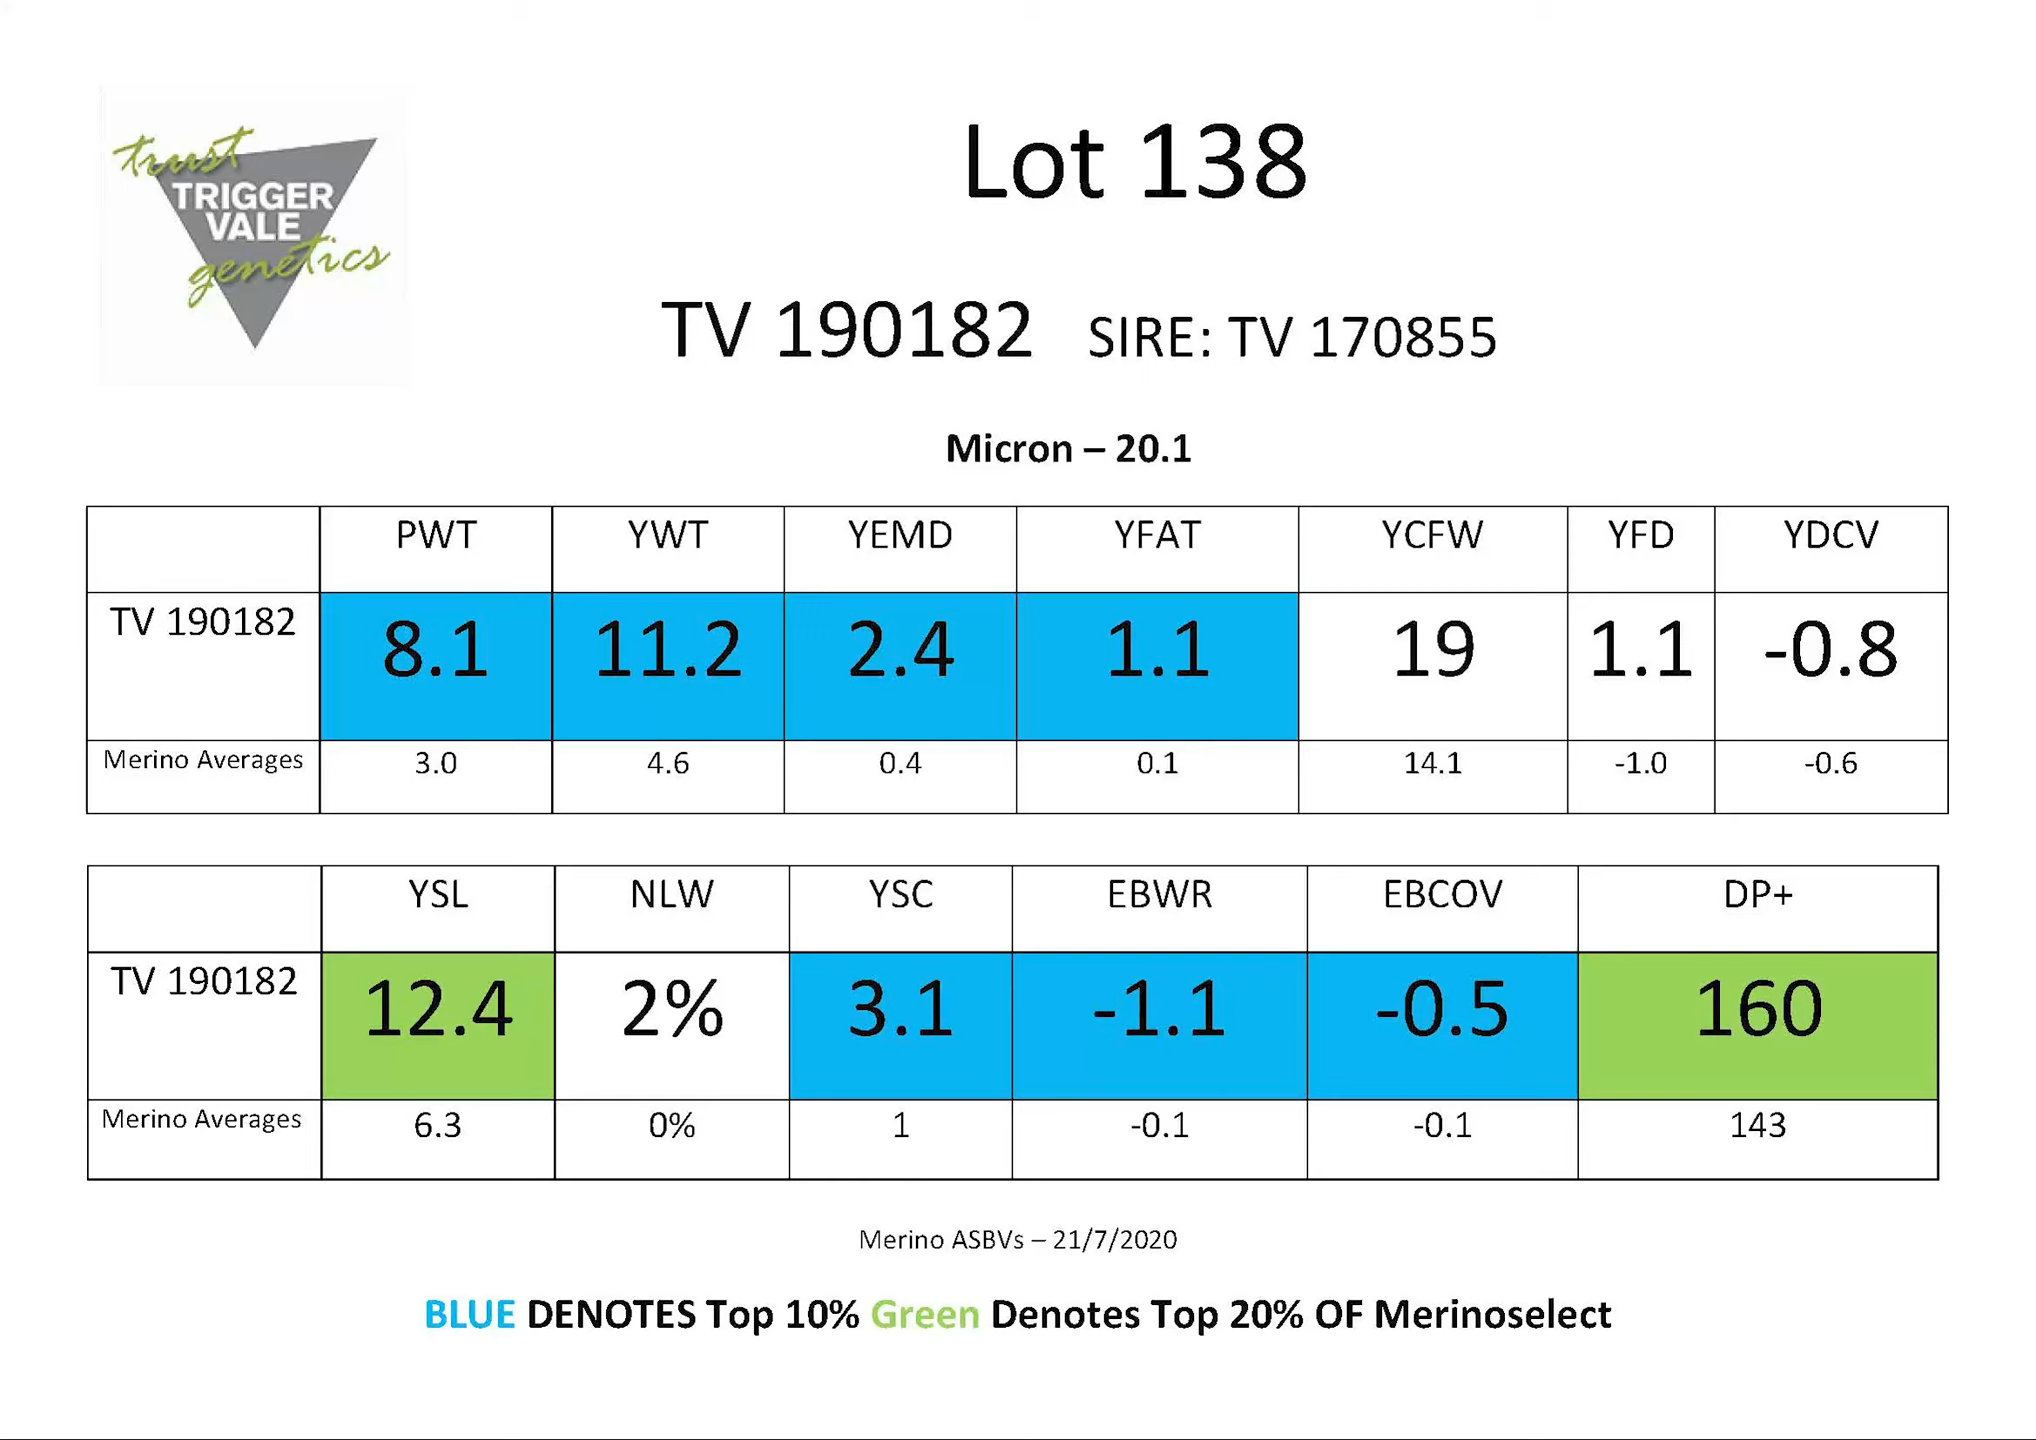 trust
TRIGGER
VALE
genetics
Lot 138
TV 190182 SIRE: TV 170855
Micron – 20.1
PWT YWT YEMD YFAT YCFW YFD YDCV
TV 190182 8.1 11.2 2.4 1.1 19 1.1 -0.8
Merino Averages 3.0 4.6 0.4 0.1 14.1 -1.0 -0.6
YSL NLW YSC EBWR EBCOV DP+
TV 190182 12.4 2% 3.1 -1.1 -0.5 160
Merino Averages 6.3 0% 1 -0.1 -0.1 143
Merino ASBVs – 21/7/2020
BLUE DENOTES Top 10% Green Denotes Top 20% OF Merinoselect